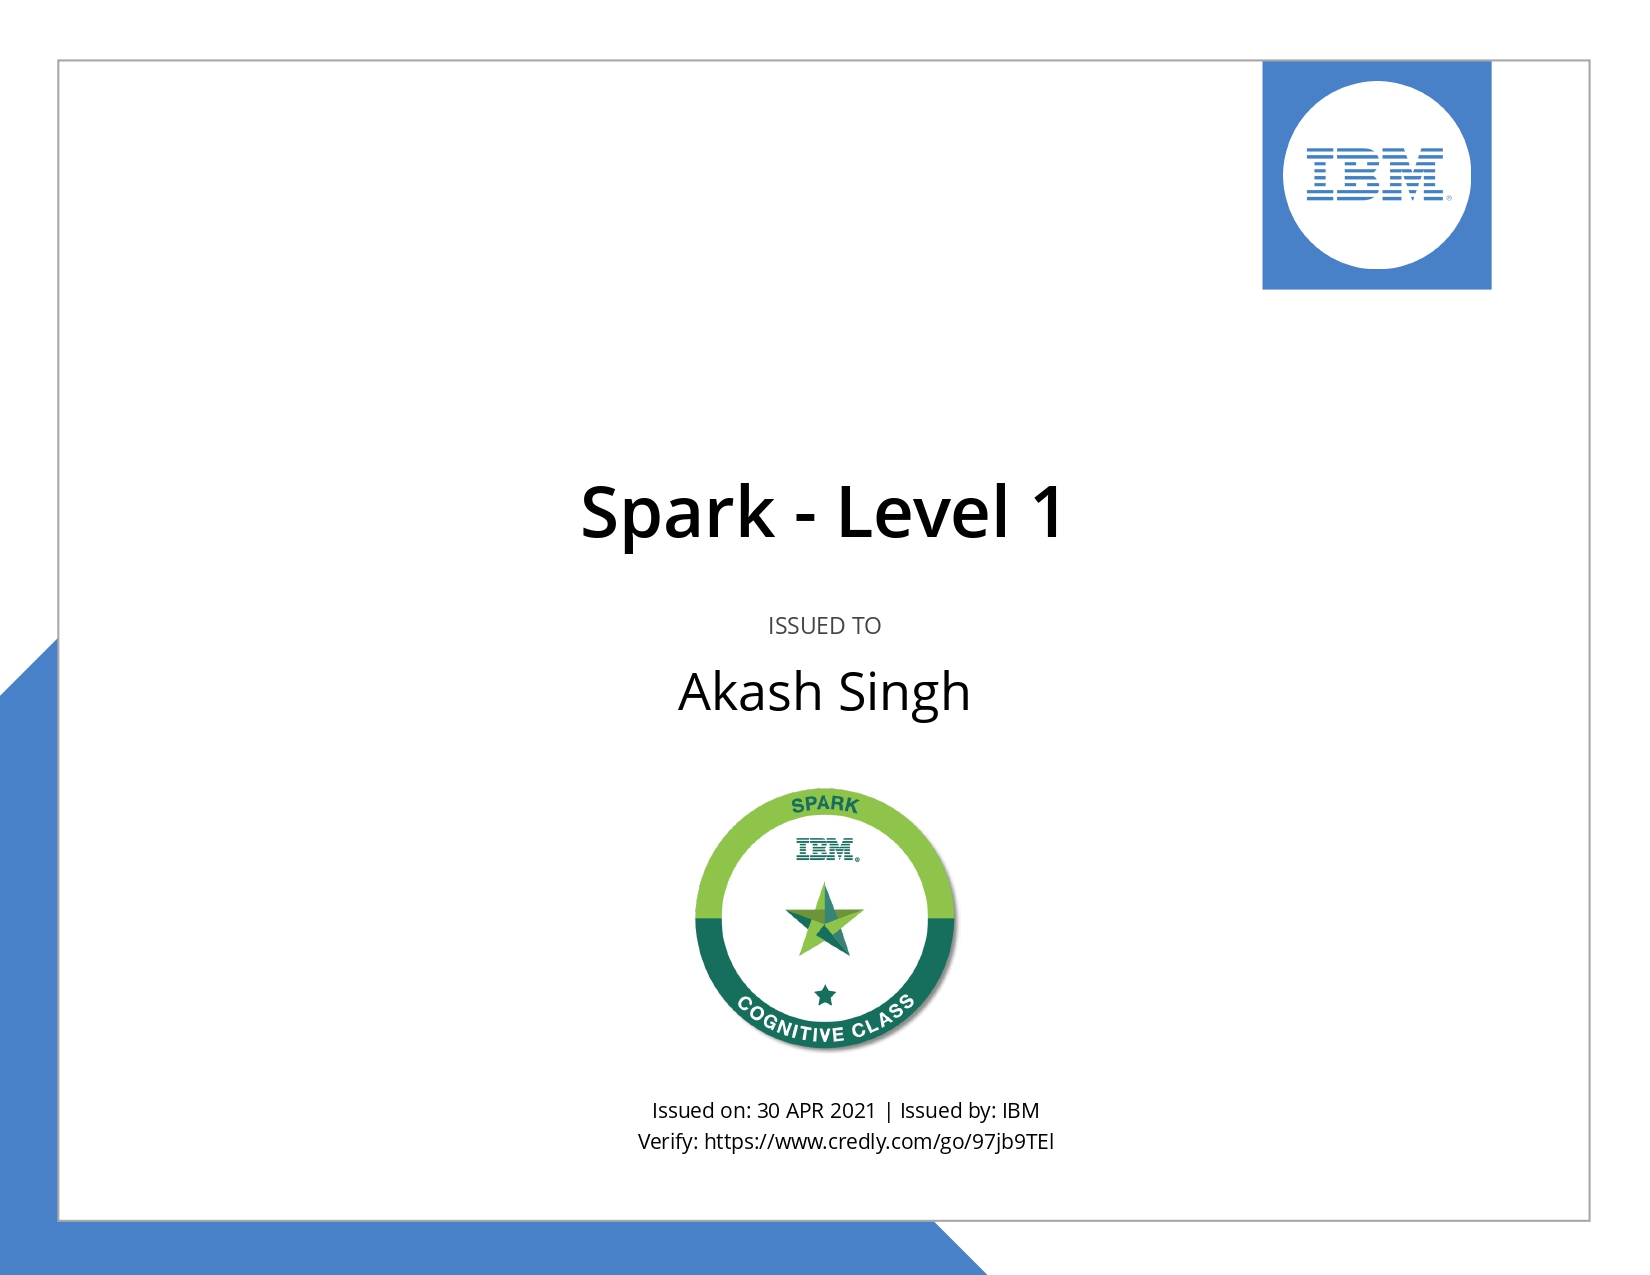 IBM®
Spark - Level 1
ISSUED TO
Akash Singh
SPARK
IBM®
COGNITIVE CLASS
Issued on: 30 APR 2021 | Issued by: IBM
Verify: https://www.credly.com/go/97jb9TEl